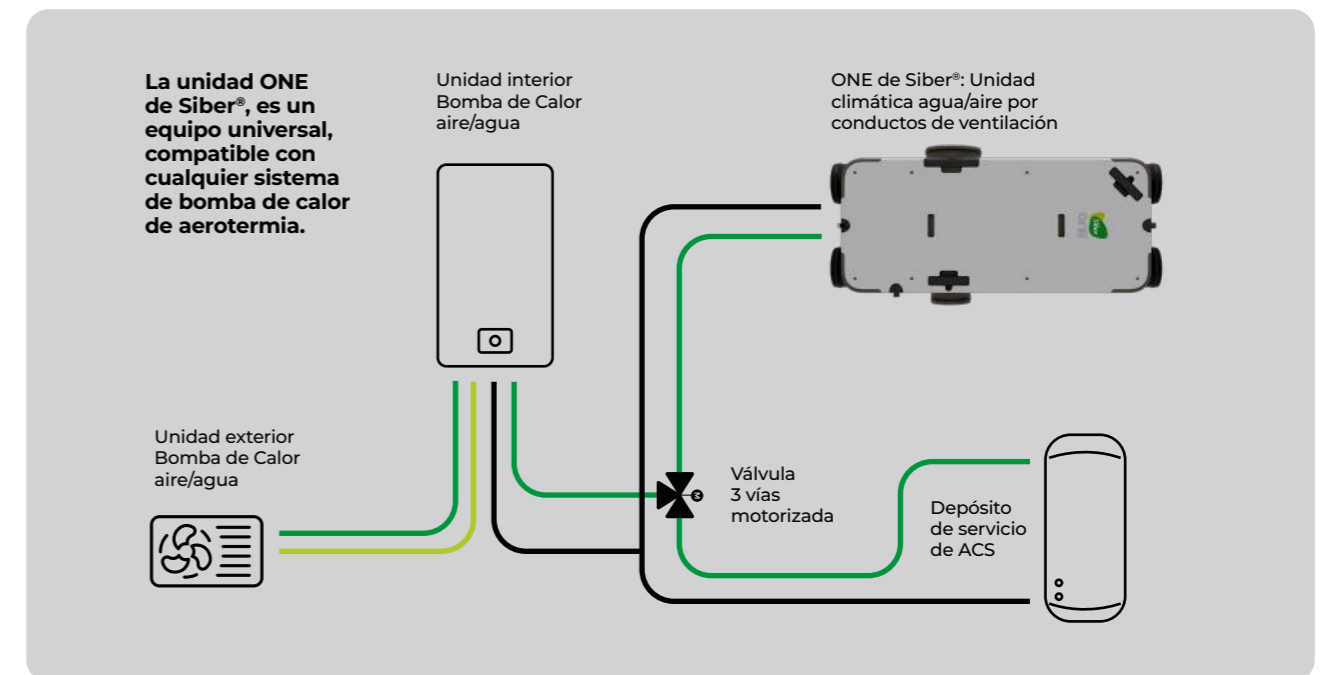 La unidad ONE
de Siber®, es un
equipo universal,
compatible con
cualquier sistema
de bomba de calor
de aerotermia.
Unidad interior
Bomba de Calor
aire/agua
ONE de Siber®: Unidad
climática agua/aire por
conductos de ventilación
Unidad exterior
Bomba de Calor
aire/agua
Válvula
3 vías
motorizada
M
Depósito
de servicio
de ACS